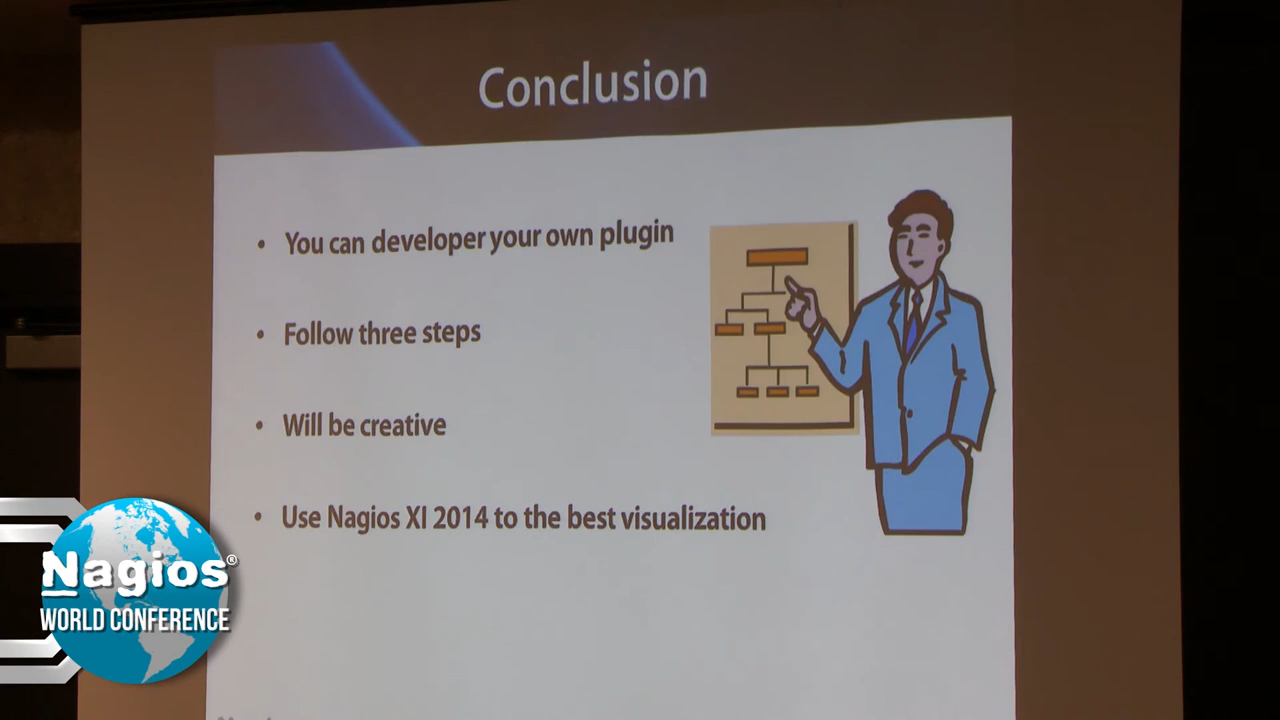 Conclusion
• You can developer your own plugin
• Follow three steps
• Will be creative
• Use Nagios XI 2014 to the best visualization
Nagios®
WORLD CONFERENCE